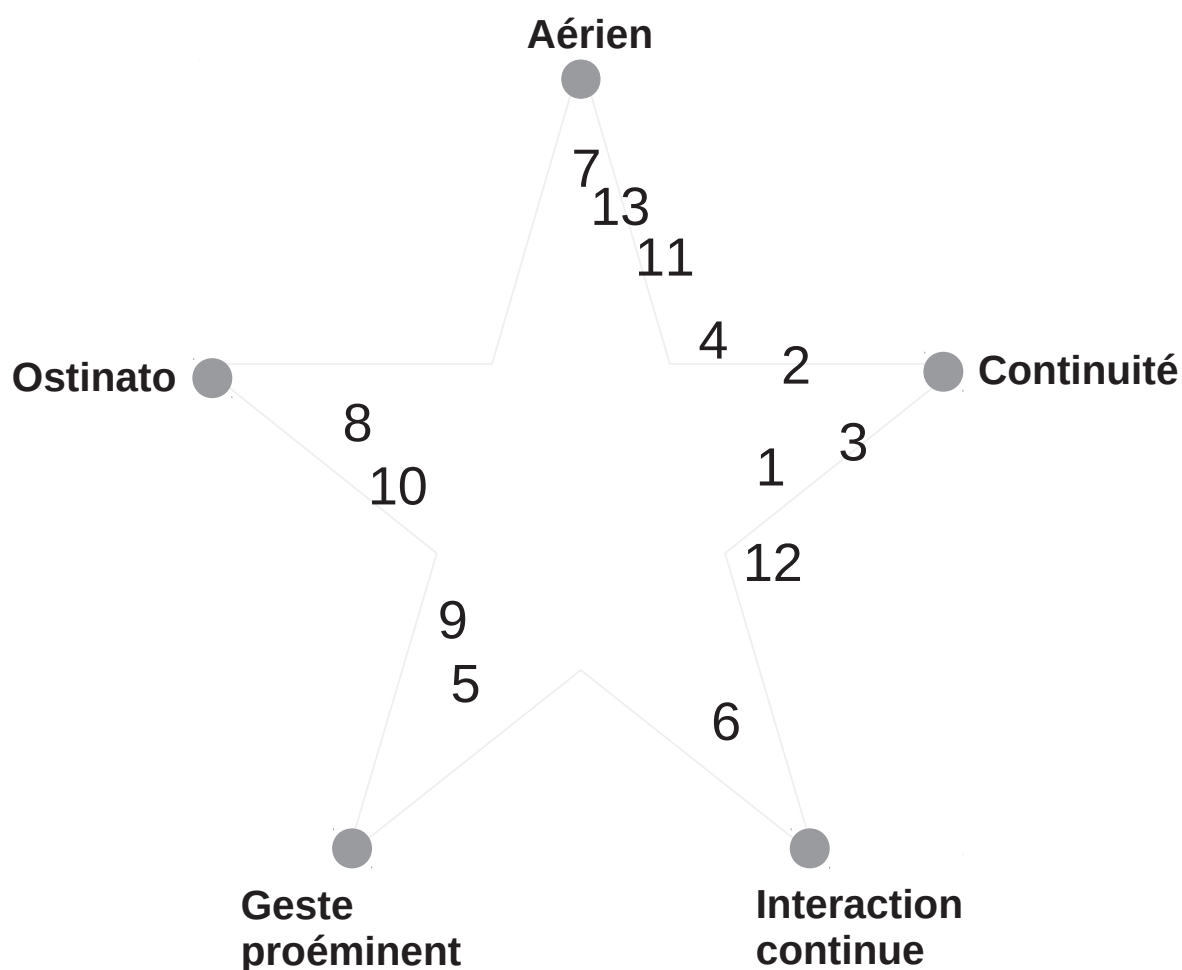 Aérien
7
13
11
4
2
Ostinato
Continuité
8
3
1
10
12
9
5
6
Geste
proéminent
Interaction
continue